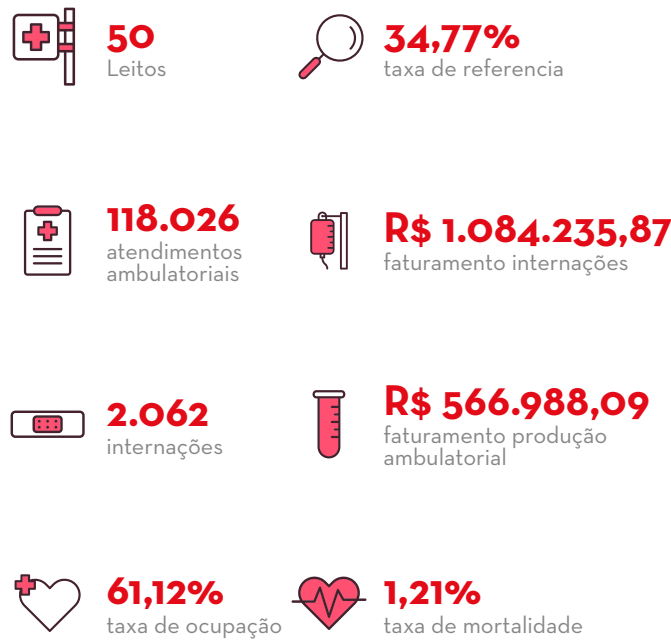 50
Leitos
34,77%
taxa de referencia
118.026
atendimentos
ambulatoriais
R$ 1.084.235,87
faturamento internações
2.062
internações
R$ 566.988,09
faturamento produção
ambulatorial
61,12%
taxa de ocupação
1,21%
taxa de mortalidade